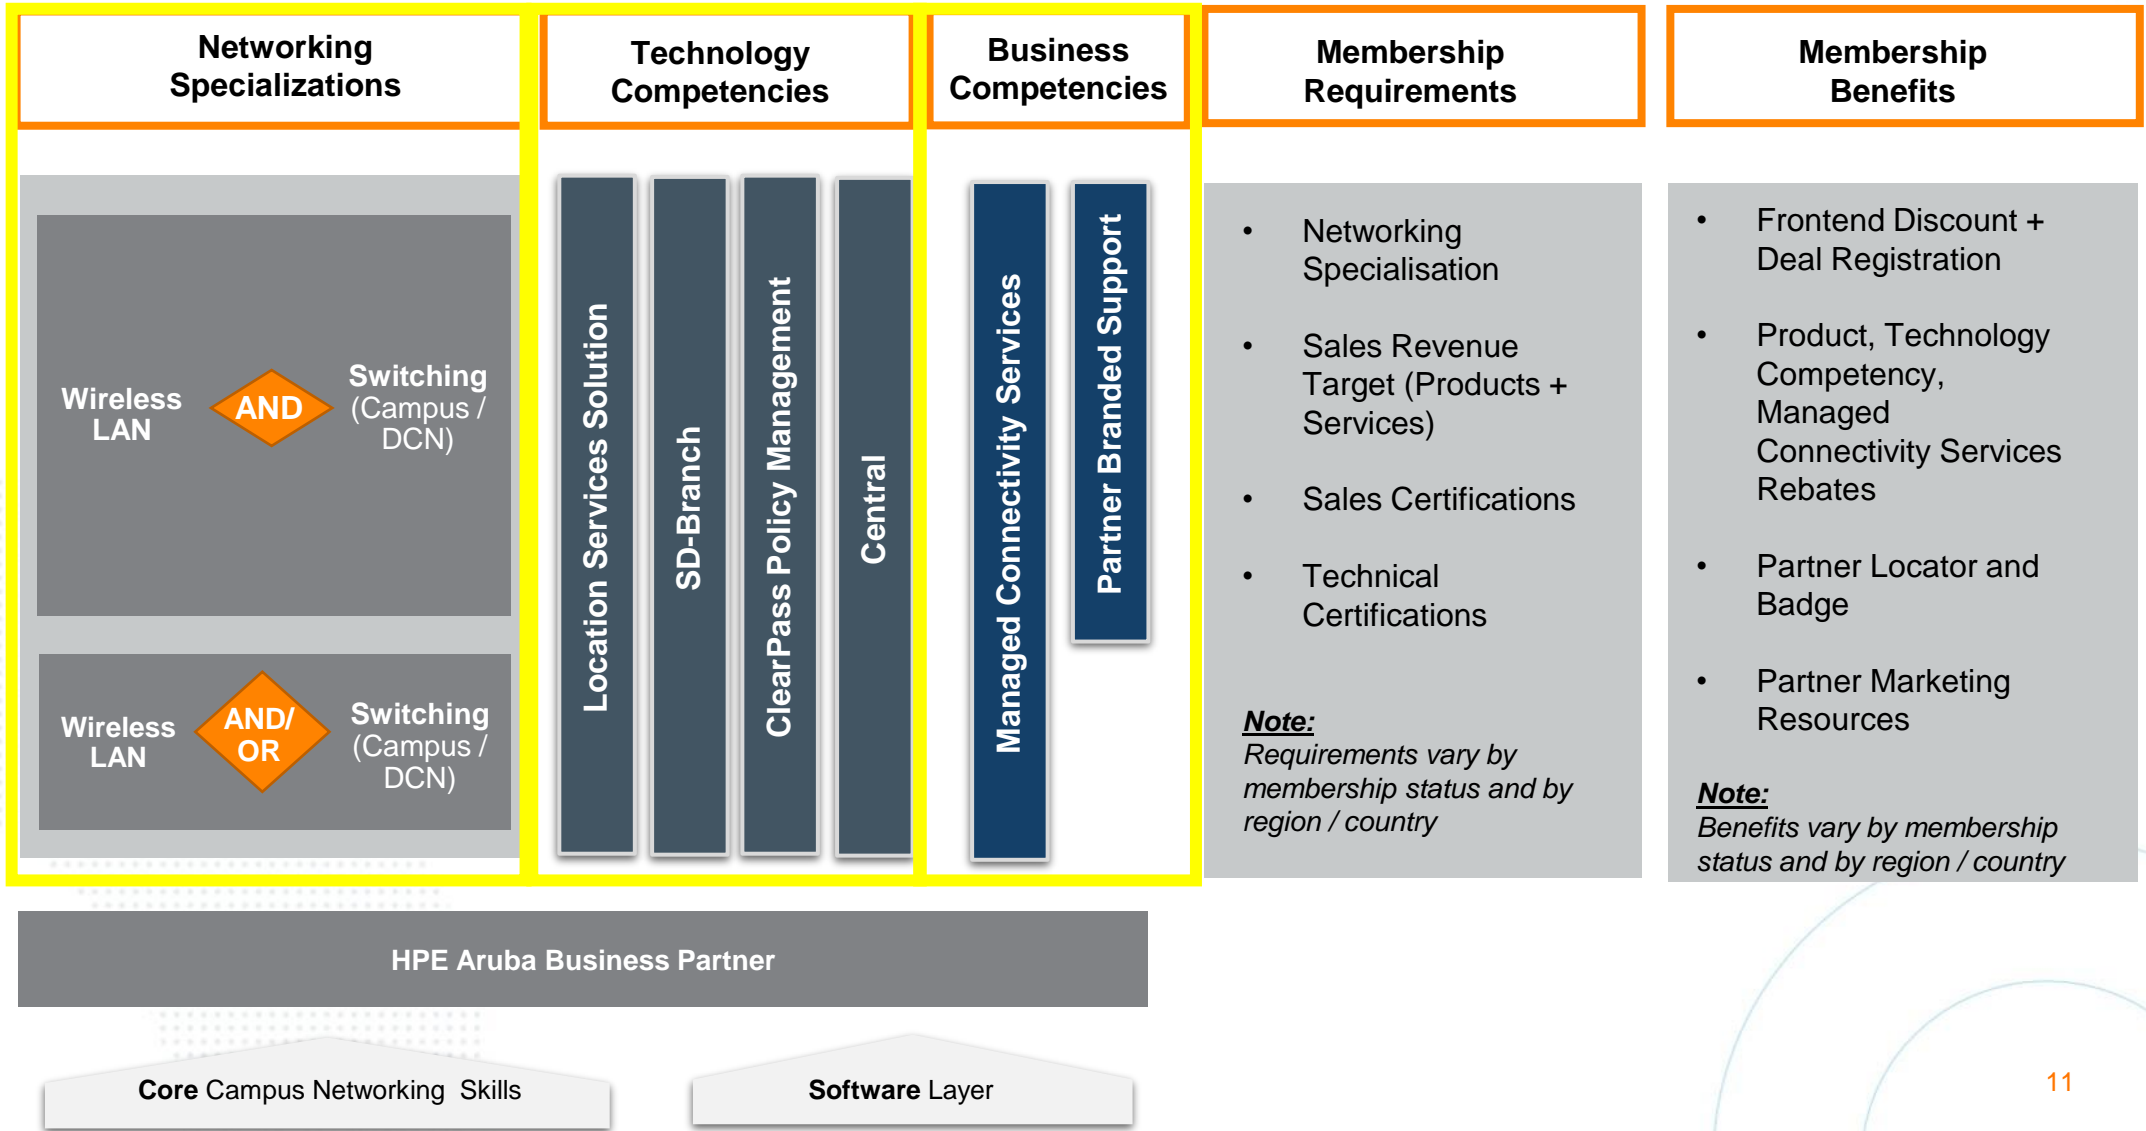 Networking
Specializations
Technology
Competencies
Business
Competencies
Membership
Requirements
Membership
Benefits
Wireless
LAN
AND
Switching
(Campus /
DCN)
Wireless
LAN
AND/
OR
Switching
(Campus /
DCN)
Location Services Solution
SD-Branch
ClearPass Policy Management
Central
Managed Connectivity Services
Partner Branded Support
• Networking
Specialisation
• Sales Revenue
Target (Products +
Services)
• Sales Certifications
• Technical
Certifications
Note:
Requirements vary by
membership status and by
region / country
• Frontend Discount +
Deal Registration
• Product, Technology
Competency,
Managed
Connectivity Services
Rebates
• Partner Locator and
Badge
• Partner Marketing
Resources
Note:
Benefits vary by membership
status and by region / country
HPE Aruba Business Partner
Core Campus Networking Skills
Software Layer
11